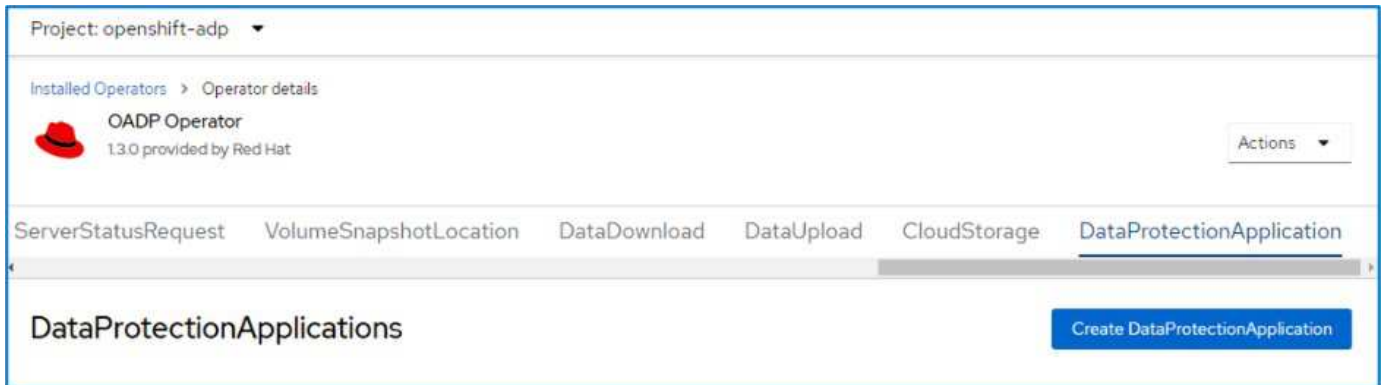 Project: openshift-adp
Installed Operators > Operator details
OADP Operator
1.3.0 provided by Red Hat
Actions
ServerStatusRequest VolumeSnapshotLocation DataDownload DataUpload CloudStorage DataProtectionApplication
DataProtectionApplications
Create DataProtectionApplication